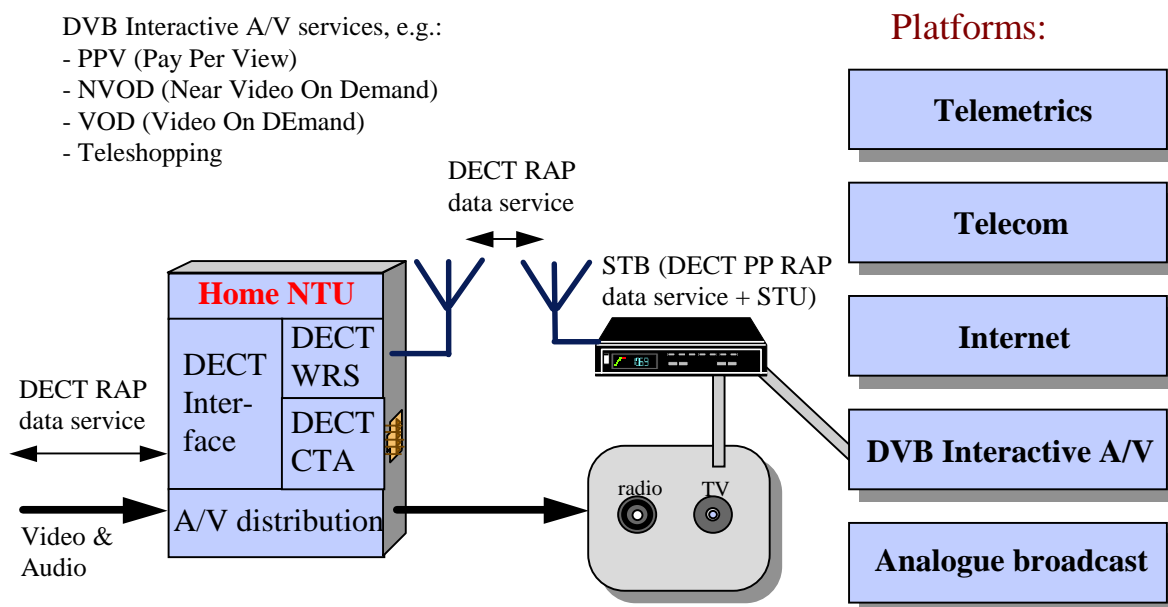 DVB Interactive A/V services, e.g.:
- PPV (Pay Per View)
- NVOD (Near Video On Demand)
- VOD (Video On DEmand)
- Teleshopping
Platforms:
Telemetrics
Telecom
Internet
DVB Interactive A/V
Analogue broadcast
DECT RAP
data service
STB (DECT PP RAP
data service + STU)
Home NTU
DECT
Inter-
face
DECT
WRS
DECT
CTA
A/V distribution
DECT RAP
data service
Video &
Audio
radio
TV